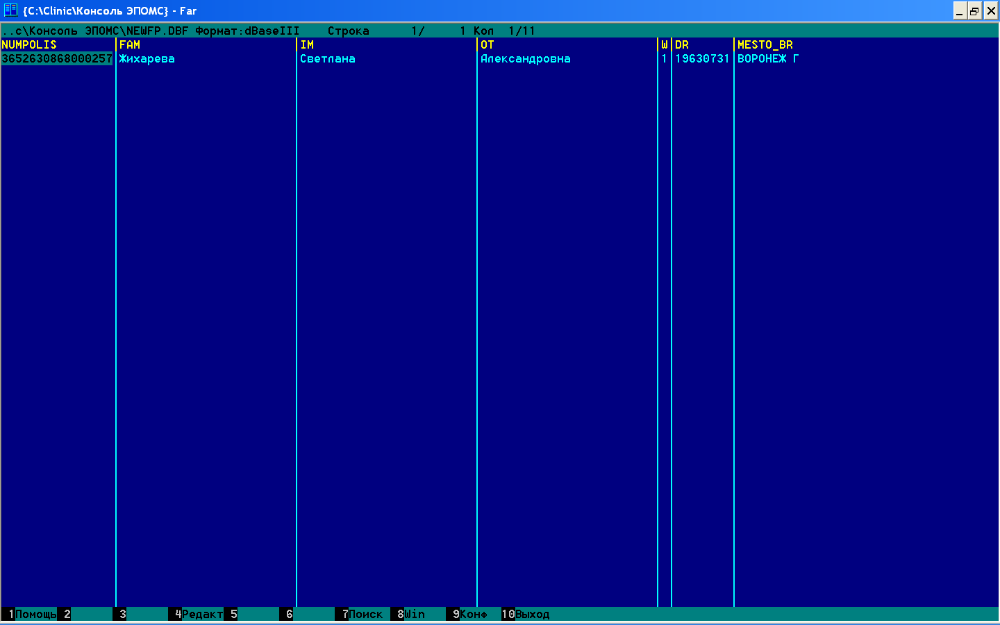 {C:\Clinic\Консоль ЭПОМС} - Far
..с\Консоль ЭПОМС\NEWFP.DBF Формат:dBaseIII Строка 1/ 1 Кол 1/11
NUMPOLIS FAM IM OT W DR MESTO_BR
3652630868000257 Жихарева Светлана Александровна 1 19630731 ВОРОНЕЖ Г
1Помощь 2 3 4Редакт 5 6 7Поиск 8Win 9Конф 10Выход